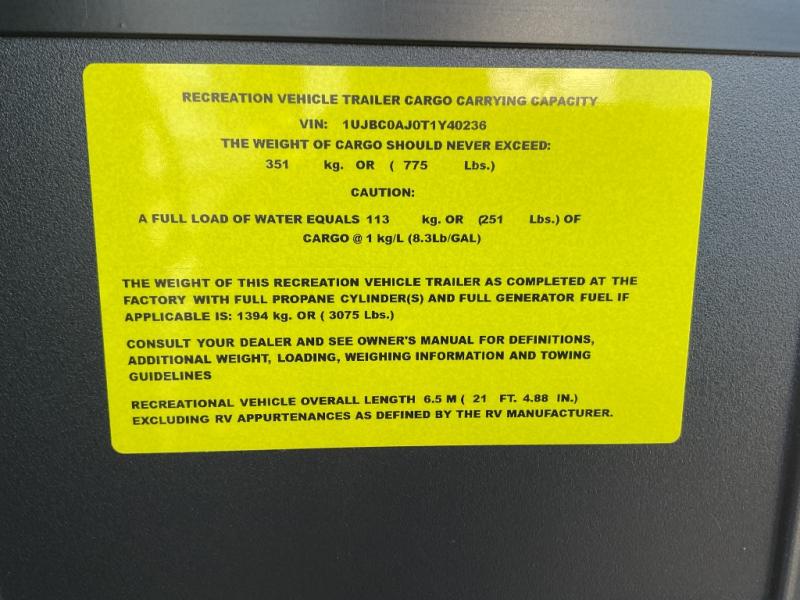 RECREATION VEHICLE TRAILER CARGO CARRYING CAPACITY
VIN: 1UJBC0AJ0T1Y40236
THE WEIGHT OF CARGO SHOULD NEVER EXCEED:
351 kg. OR ( 775 Lbs.)
CAUTION:
A FULL LOAD OF WATER EQUALS 113 kg. OR (251 Lbs.) OF
CARGO @ 1 kg/L (8.3Lb/GAL)
THE WEIGHT OF THIS RECREATION VEHICLE TRAILER AS COMPLETED AT THE
FACTORY WITH FULL PROPANE CYLINDER(S) AND FULL GENERATOR FUEL IF
APPLICABLE IS: 1394 kg. OR ( 3075 Lbs.)
CONSULT YOUR DEALER AND SEE OWNER'S MANUAL FOR DEFINITIONS,
ADDITIONAL WEIGHT, LOADING, WEIGHING INFORMATION AND TOWING
GUIDELINES
RECREATIONAL VEHICLE OVERALL LENGTH 6.5 M ( 21 FT. 4.88 IN.)
EXCLUDING RV APPURTENANCES AS DEFINED BY THE RV MANUFACTURER.